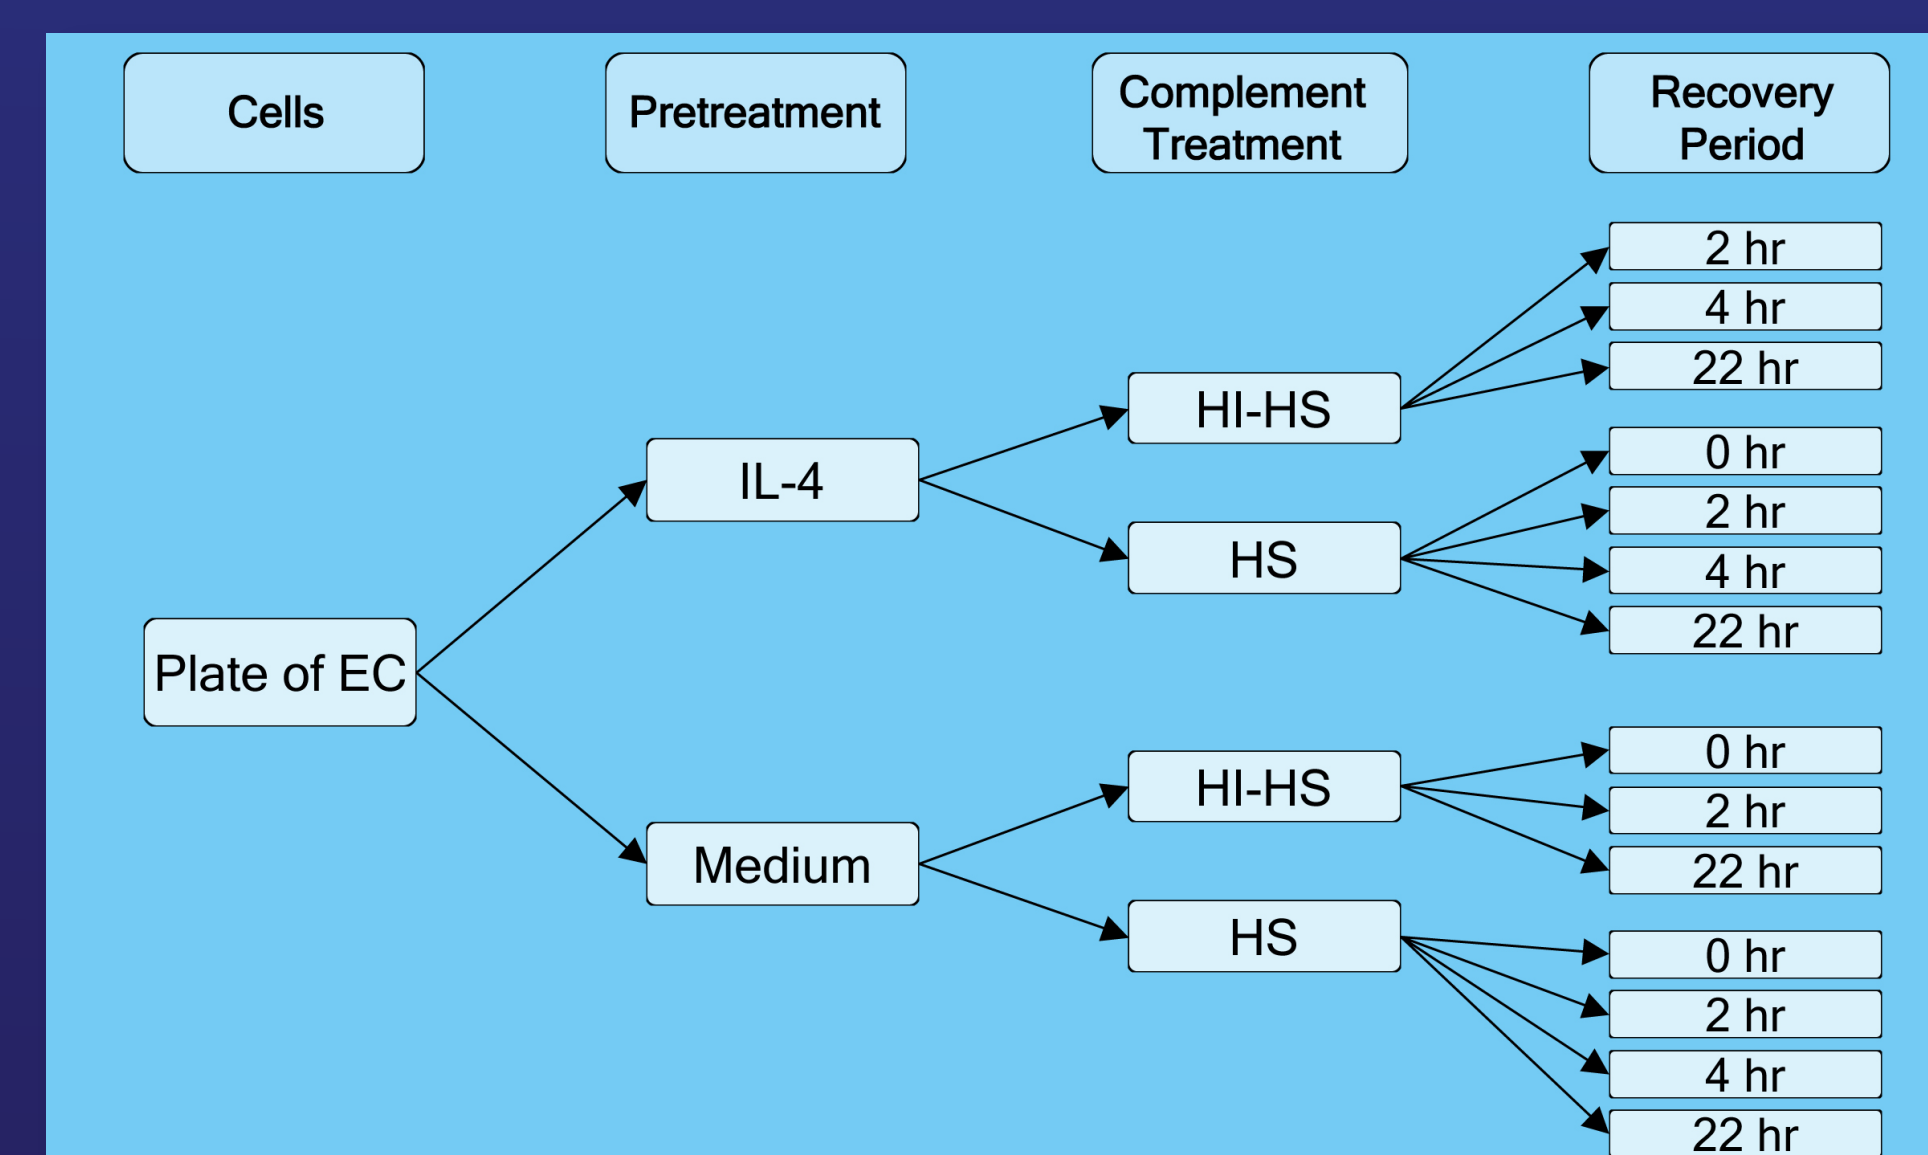 Cells
Pretreatment
Complement
Treatment
Recovery
Period
2 hr
4 hr
22 hr
HI-HS
0 hr
IL-4
2 hr
HS
4 hr
22 hr
Plate of EC
0 hr
HI-HS
2 hr
Medium
22 hr
HS
0 hr
2 hr
4 hr
22 hr